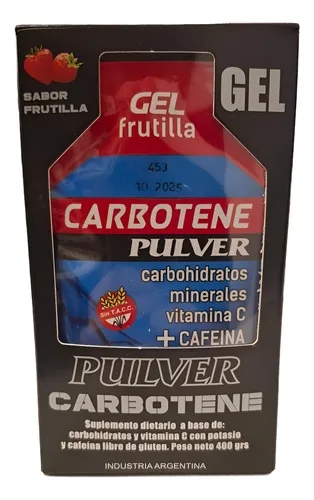 SABOR
FRUTILLA
GEL
GEL
frutilla
453
10 2025
CARBOTENE
PULVER
carbohidratos
minerales
vitamina C
+ CAFEINA
SIN T.A.C.C.
PULVER
CARBOTENE
Suplemento dietario a base de:
carbohidratos y vitamina C con potasio
y cafeína libre de gluten. Peso neto 400 grs
INDUSTRIA ARGENTINA